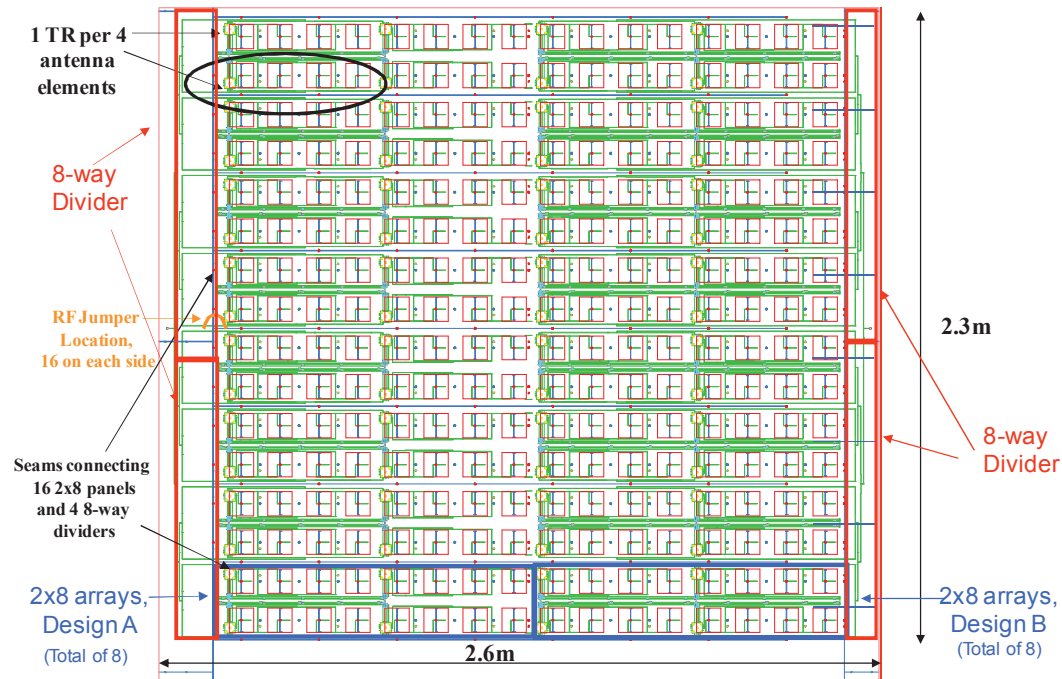 1 TR per 4
antenna
elements
8-way
Divider
RF Jumper
Location,
16 on each side
Seams connecting
16 2x8 panels
and 4 8-way
dividers
2x8 arrays,
Design A
(Total of 8)
2.6m
2.3m
8-way
Divider
2x8 arrays,
Design B
(Total of 8)